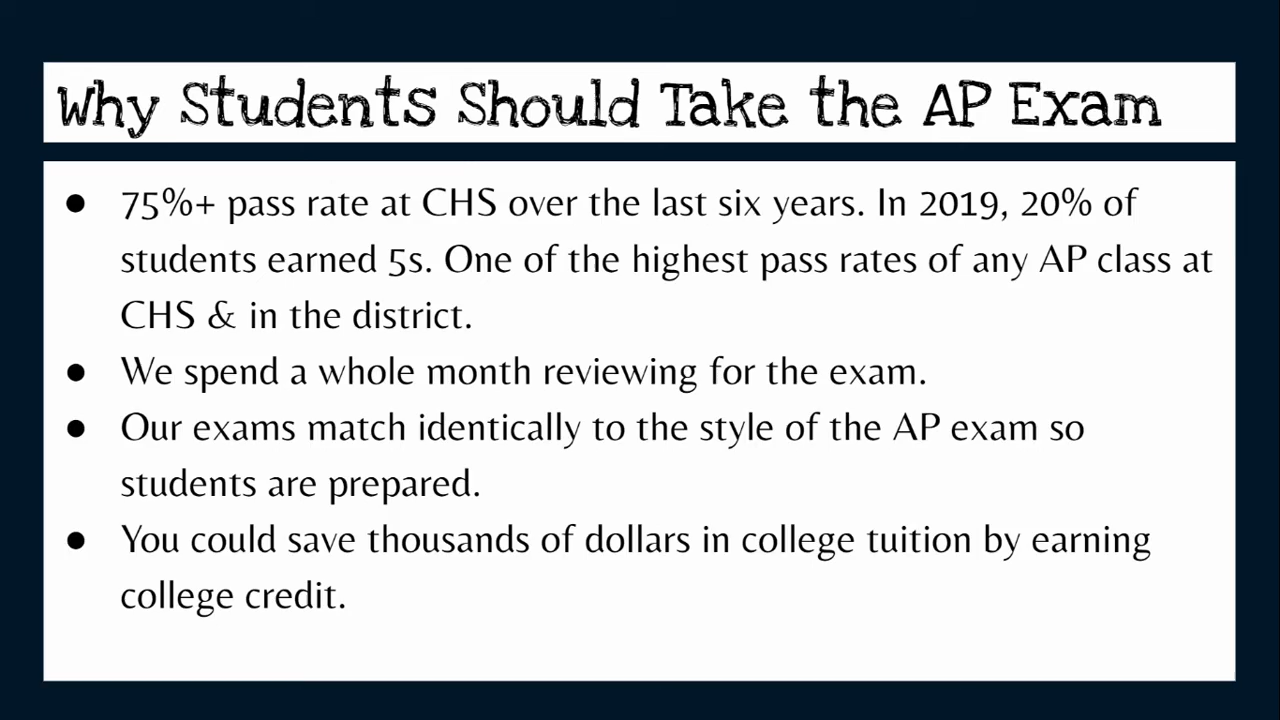 Why Students Should Take the AP Exam
● 75%+ pass rate at CHS over the last six years. In 2019, 20% of
students earned 5s. One of the highest pass rates of any AP class at
CHS & in the district.
● We spend a whole month reviewing for the exam.
● Our exams match identically to the style of the AP exam so
students are prepared.
● You could save thousands of dollars in college tuition by earning
college credit.